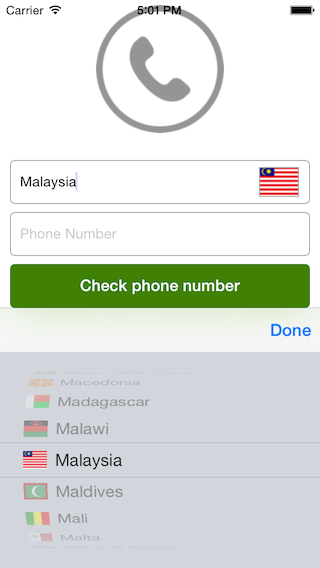 Carrier 5:01 PM
Malaysia
Phone Number
Check phone number
Done
Macedonia
Madagascar
Malawi
Malaysia
Maldives
Mali
Malta